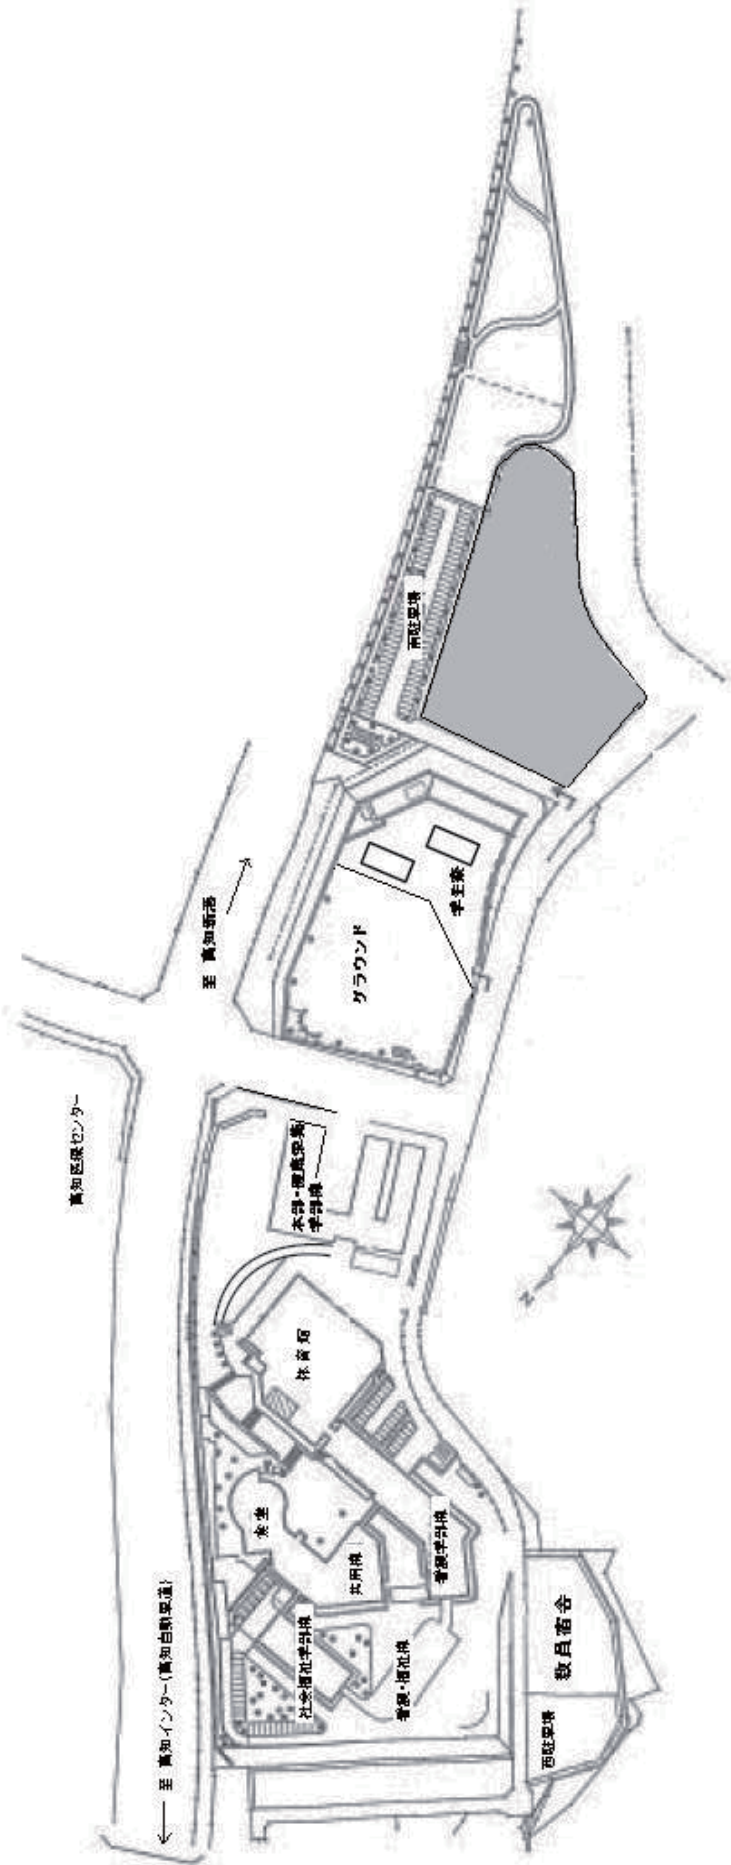 南駐車場
至 高知新港
グラウンド
学生寮
高知医療センター
本部・健康栄養
学部棟
体育館
食堂
共用棟
看護学部棟
社会福祉学部棟
看護・福祉棟
至 高知インター(高知自動車道)
教員宿舎
西駐車場
N